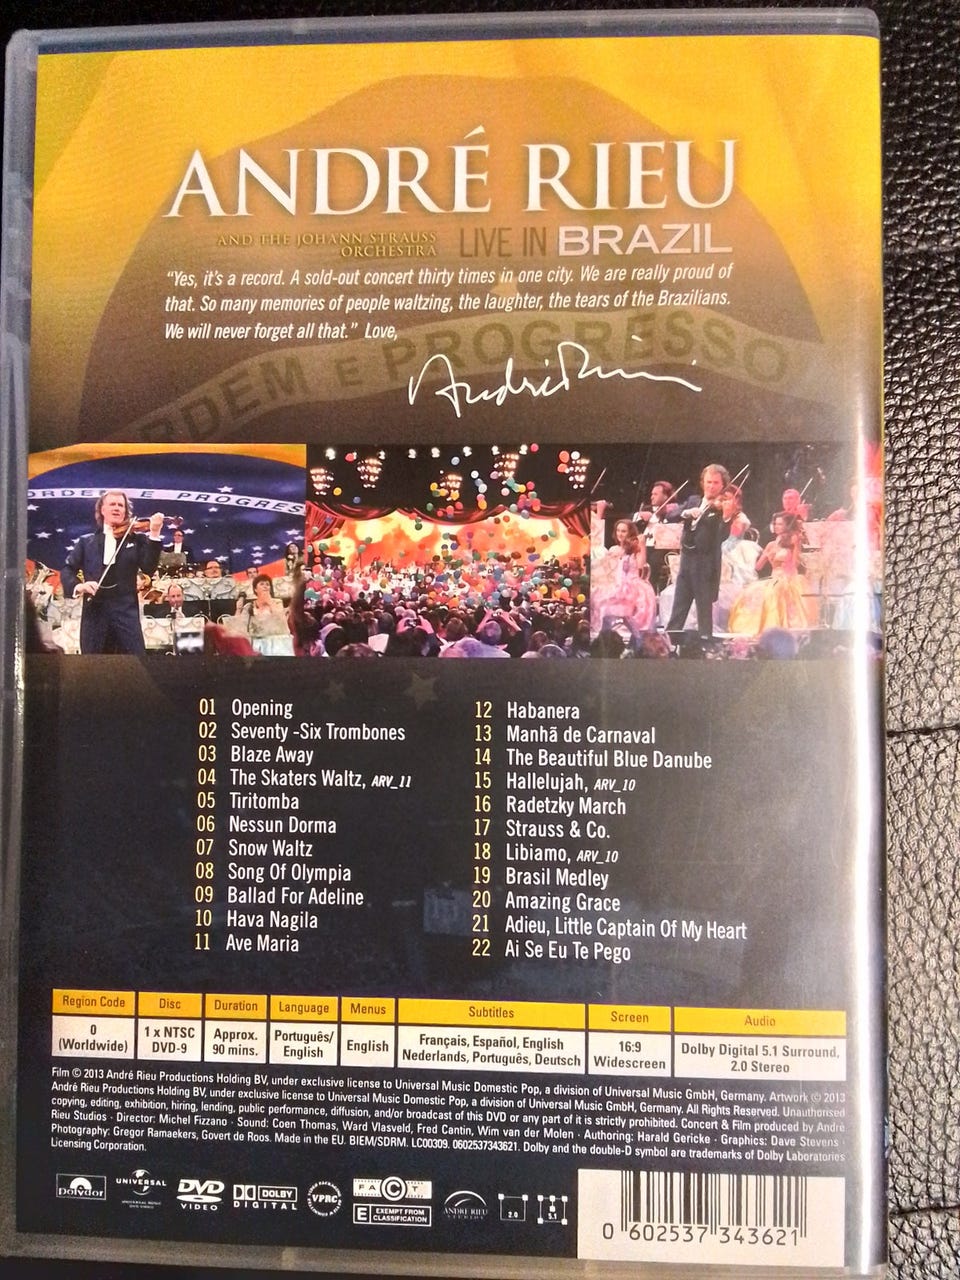 ANDRÉ RIEU
AND THE JOHANN STRAUSS
ORCHESTRA
LIVE IN BRAZIL
"Yes, it's a record. A sold-out concert thirty times in one city. We are really proud of
that. So many memories of people waltzing, the laughter, the tears of the Brazilians.
We will never forget all that." Love,
RDEM E PROGRESSO
André Rieu
ORDEM E PROGRES
01 Opening
02 Seventy -Six Trombones
03 Blaze Away
04 The Skaters Waltz, ARV_11
05 Tiritomba
06 Nessun Dorma
07 Snow Waltz
08 Song Of Olympia
09 Ballad For Adeline
10 Hava Nagila
11 Ave Maria
12 Habanera
13 Manhã de Carnaval
14 The Beautiful Blue Danube
15 Hallelujah, ARV_10
16 Radetzky March
17 Strauss & Co.
18 Libiamo, ARV_10
19 Brasil Medley
20 Amazing Grace
21 Adieu, Little Captain Of My Heart
22 Ai Se Eu Te Pego
Region Code
0
(Worldwide)
Disc
1 x NTSC
DVD-9
Duration
Approx.
90 mins.
Language
Português/
English
Menus
English
Subtitles
Français, Español, English
Nederlands, Português, Deutsch
Screen
16:9
Widescreen
Audio
Dolby Digital 5.1 Surround,
2.0 Stereo
Film © 2013 André Rieu Productions Holding BV, under exclusive license to Universal Music Domestic Pop, a division of Universal Music GmbH, Germany. Artwork © 2013
André Rieu Productions Holding BV, under exclusive license to Universal Music Domestic Pop, a division of Universal Music GmbH, Germany. All Rights Reserved. Unauthorised
copying, editing, exhibition, hiring, lending, public performance, diffusion, and/or broadcast of this DVD or any part of it is strictly prohibited. Concert & Film produced by André
Rieu Studios · Director: Michel Fizzano · Sound: Coen Thomas, Ward Vlasveld, Fred Cantin, Wim van der Molen · Authoring: Harald Gericke · Graphics: Dave Stevens ·
Photography: Gregor Ramaekers, Govert de Roos. Made in the EU. BIEM/SDRM. LC00309. 0602537343621. Dolby and the double-D symbol are trademarks of Dolby Laboratories
Licensing Corporation.
polydor
UNIVERSAL
DVD
VIDEO
DOLBY
DIGITAL
VPRC
FACT
E EXEMPT FROM
CLASSIFICATION
ANDRÉ RIEU
STUDIOS
2.0
5.1
0 602537 343621